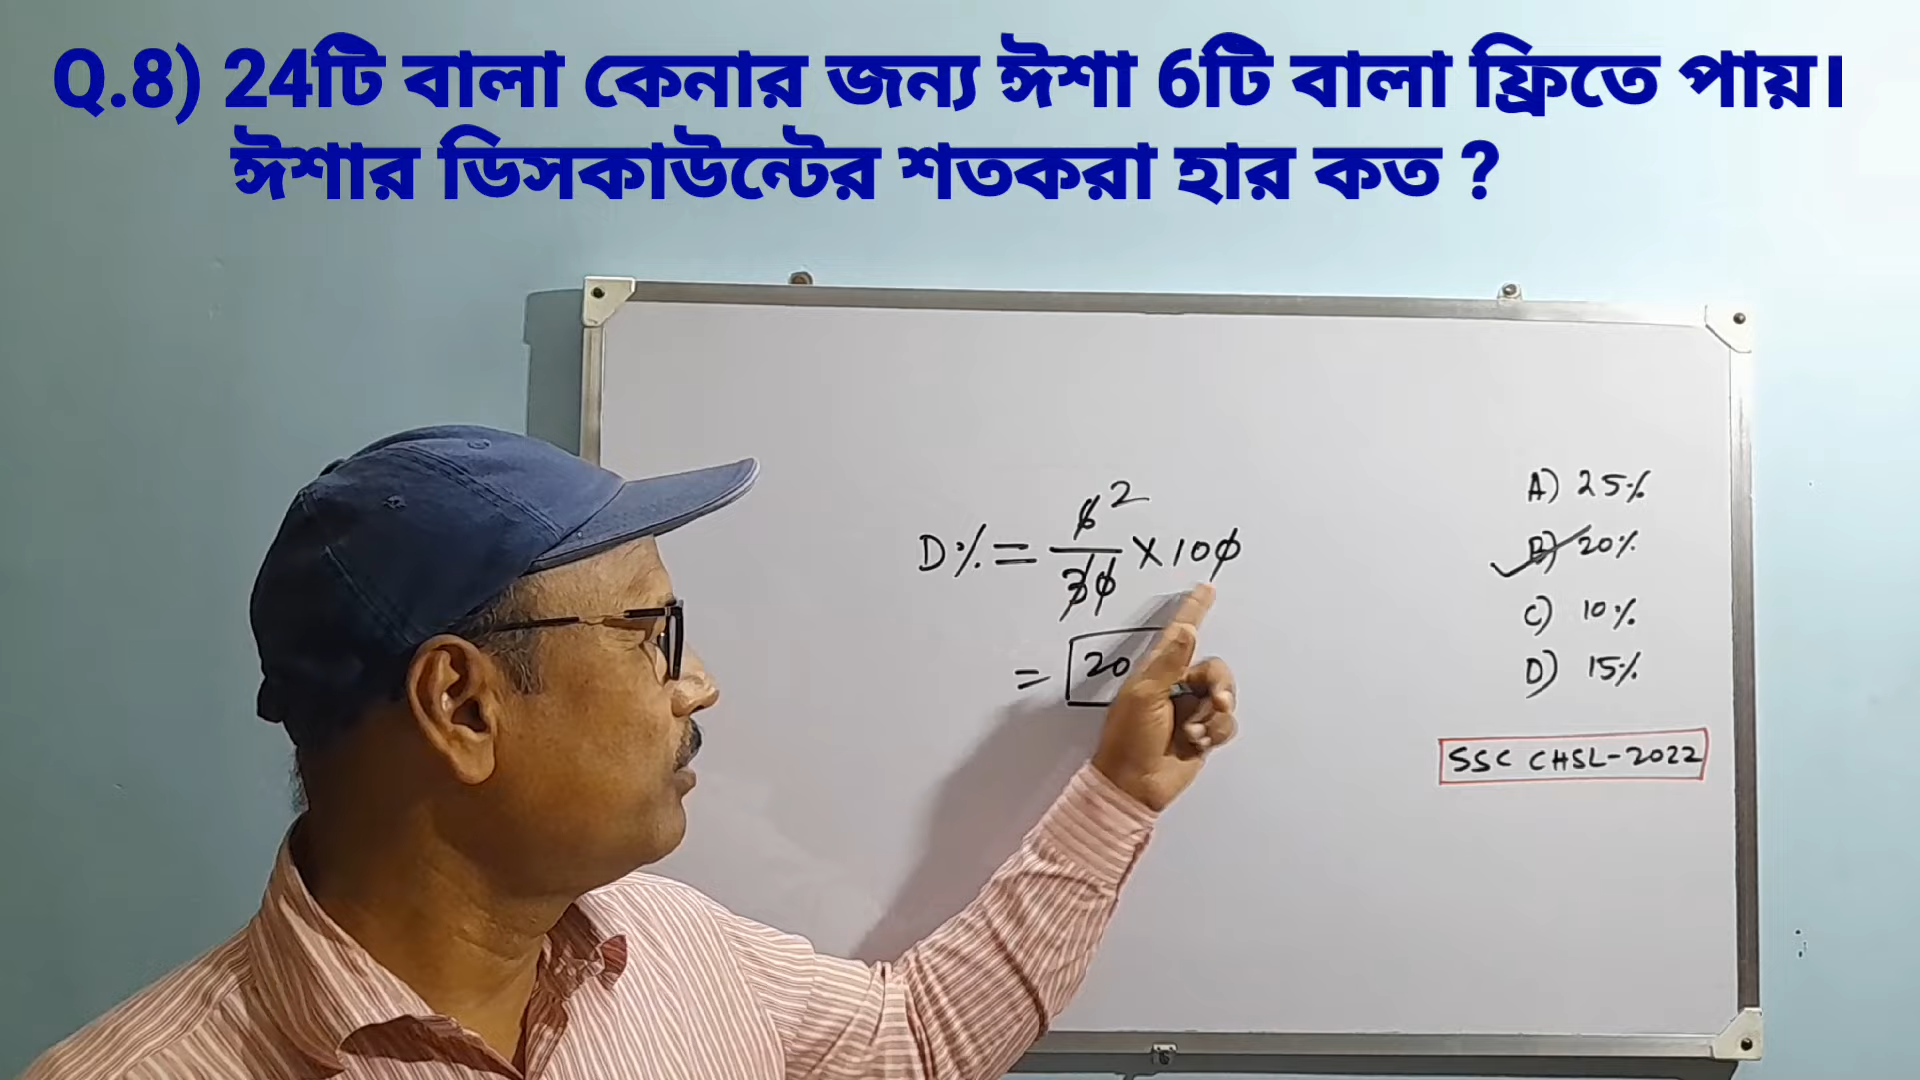 Q.8) 24টি বালা কেনার জন্য ঈশা 6টি বালা ফ্রিতে পায়।
ঈশার ডিসকাউন্টের শতকরা হার কত ?
D% = 6 2 / 30 × 100
= 20
A) 25%
B) 20%
C) 10%
D) 15%
SSC CHSL-2022